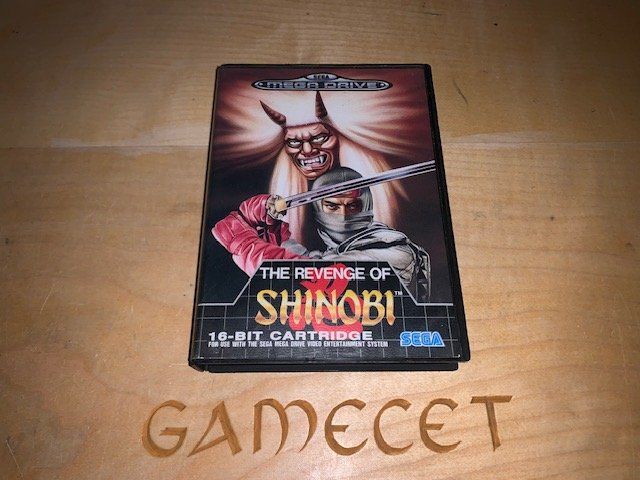 SEGA
MEGA DRIVE
THE REVENGE OF
SHINOBI™
16-BIT CARTRIDGE
FOR USE WITH THE SEGA MEGA DRIVE VIDEO ENTERTAINMENT SYSTEM
SEGA
GAMECET